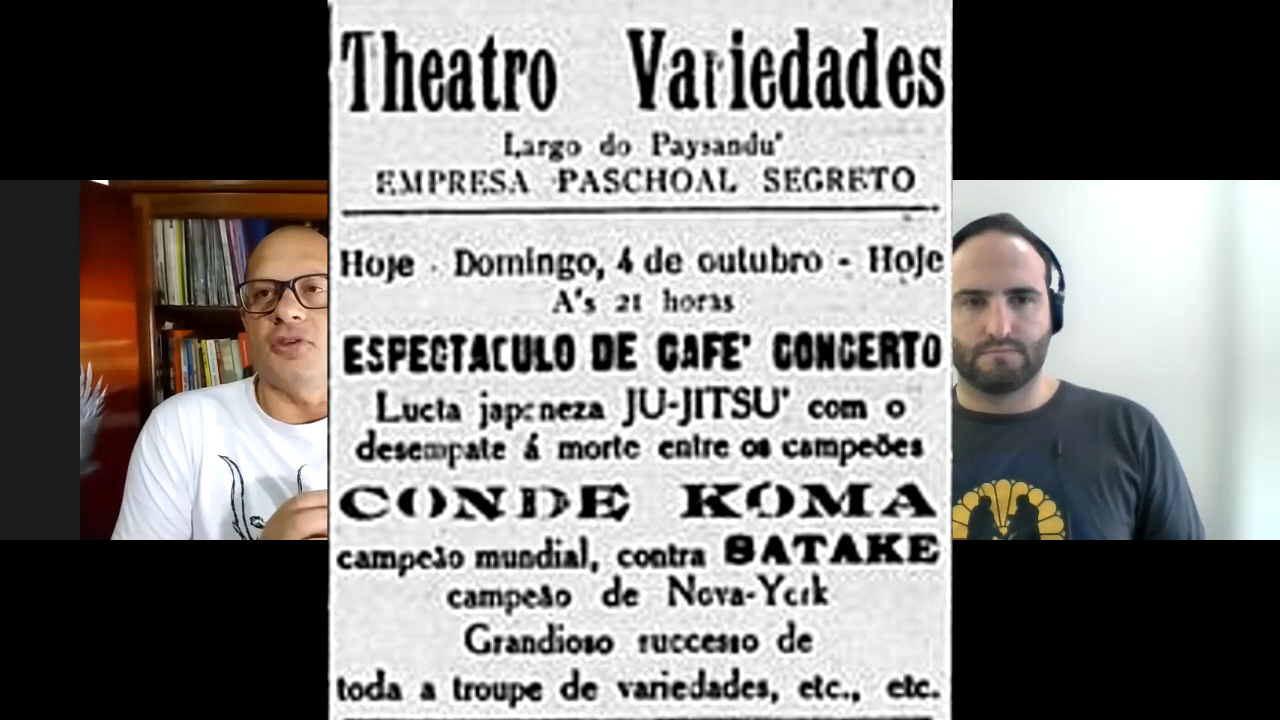 Theatro Variedades
Largo do Paysandu'
EMPRESA PASCHOAL SEGRETO
Hoje - Domingo, 4 de outubro - Hoje
A's 21 horas
ESPECTACULO DE CAFE' CONCERTO
Lucta japoneza JU-JITSU' com o
desempate á morte entre os campeões
CONDE KOMA
campeão mundial, contra SATAKE
campeão de Nova-York
Grandioso successo de
toda a troupe de variedades, etc., etc.